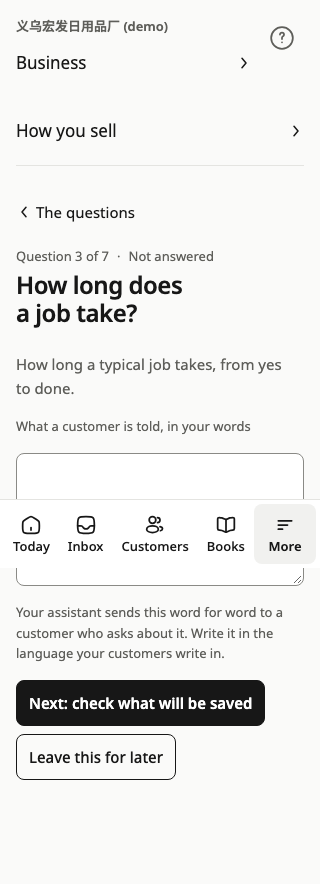 义乌宏发日用品厂 (demo)
Business
How you sell
The questions
Question 3 of 7 · Not answered
How long does
a job take?
How long a typical job takes, from yes
to done.
What a customer is told, in your words
Today Inbox Customers Books More
Your assistant sends this word for word to a
customer who asks about it. Write it in the
language your customers write in.
Next: check what will be saved
Leave this for later